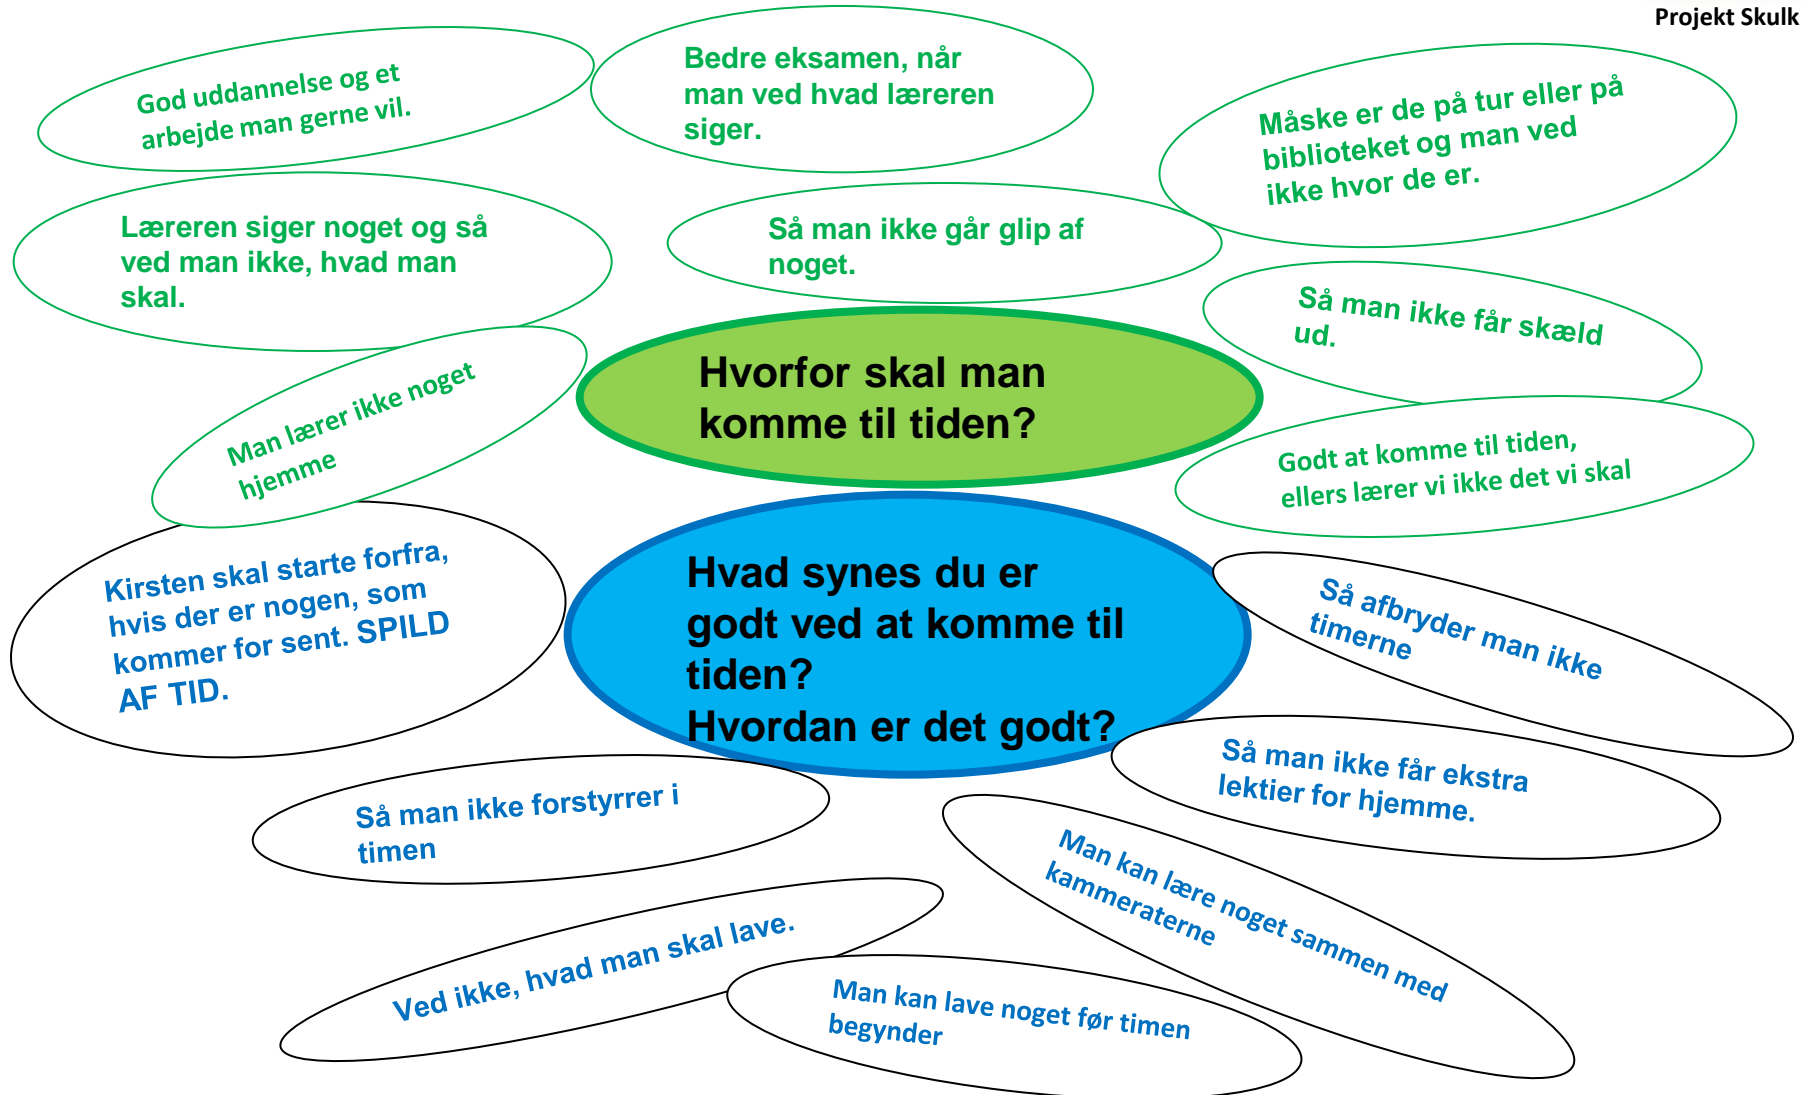 Projekt Skulk
God uddannelse og et
arbejde man gerne vil.
Bedre eksamen, når
man ved hvad læreren
siger.
Måske er de på tur eller på
biblioteket og man ved
ikke hvor de er.
Læreren siger noget og så
ved man ikke, hvad man
skal.
Så man ikke går glip af
noget.
Så man ikke får skæld
ud.
Man lærer ikke noget
hjemme
Hvorfor skal man
komme til tiden?
Godt at komme til tiden,
ellers lærer vi ikke det vi skal
Kirsten skal starte forfra,
hvis der er nogen, som
kommer for sent. SPILD
AF TID.
Hvad synes du er
godt ved at komme til
tiden?
Hvordan er det godt?
Så afbryder man ikke
timerne
Så man ikke får ekstra
lektier for hjemme.
Så man ikke forstyrrer i
timen
Man kan lære noget sammen med
kammeraterne
Ved ikke, hvad man skal lave.
Man kan lave noget før timen
begynder